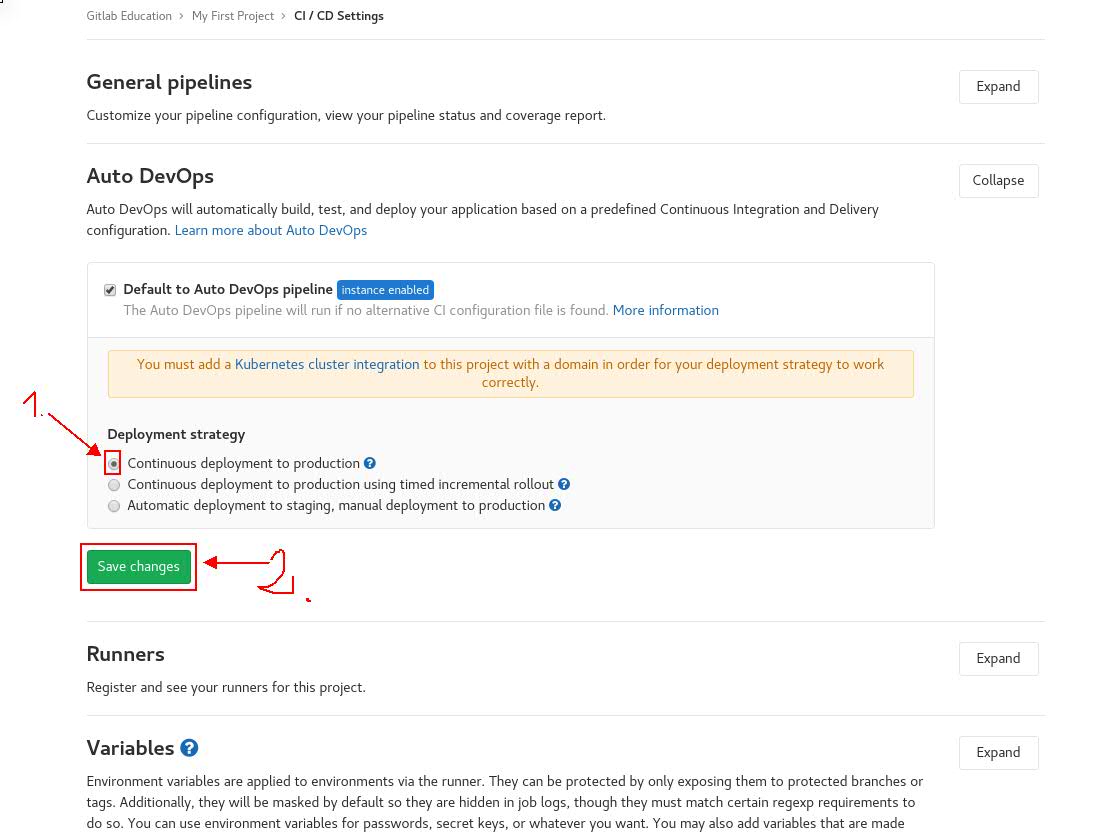 Gitlab Education > My First Project > CI / CD Settings
General pipelines
Expand
Customize your pipeline configuration, view your pipeline status and coverage report.
Auto DevOps
Collapse
Auto DevOps will automatically build, test, and deploy your application based on a predefined Continuous Integration and Delivery
configuration. Learn more about Auto DevOps
Default to Auto DevOps pipeline instance enabled
The Auto DevOps pipeline will run if no alternative CI configuration file is found. More information
You must add a Kubernetes cluster integration to this project with a domain in order for your deployment strategy to work
correctly.
1.
Deployment strategy
Continuous deployment to production ?
Continuous deployment to production using timed incremental rollout ?
Automatic deployment to staging, manual deployment to production ?
Save changes
2.
Runners
Expand
Register and see your runners for this project.
Variables ?
Expand
Environment variables are applied to environments via the runner. They can be protected by only exposing them to protected branches or
tags. Additionally, they will be masked by default so they are hidden in job logs, though they must match certain regexp requirements to
do so. You can use environment variables for passwords, secret keys, or whatever you want. You may also add variables that are made